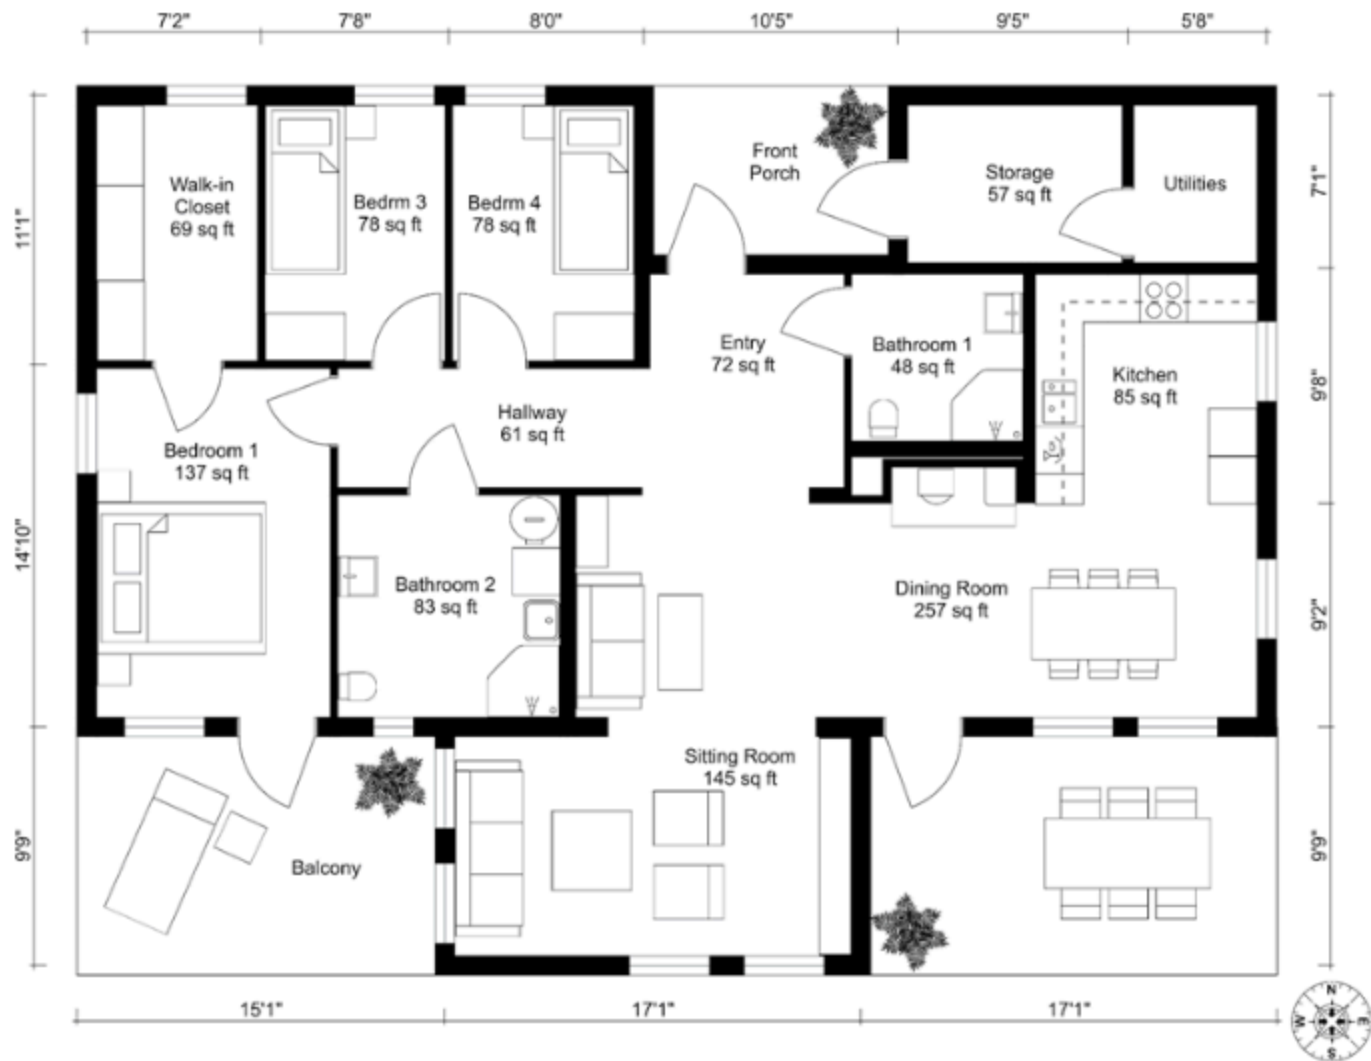 7'2"
7'8"
8'0"
10'5"
9'5"
5'8"
11'1"
14'10"
9'9"
Walk-in
Closet
69 sq ft
Bedrm 3
78 sq ft
Bedrm 4
78 sq ft
Front
Porch
Storage
57 sq ft
Utilities
7'1"
9'8"
9'2"
9'9"
Entry
72 sq ft
Bathroom 1
48 sq ft
Kitchen
85 sq ft
Hallway
61 sq ft
Bedroom 1
137 sq ft
Bathroom 2
83 sq ft
Dining Room
257 sq ft
Sitting Room
145 sq ft
Balcony
15'1"
17'1"
17'1"
N
W
E
S